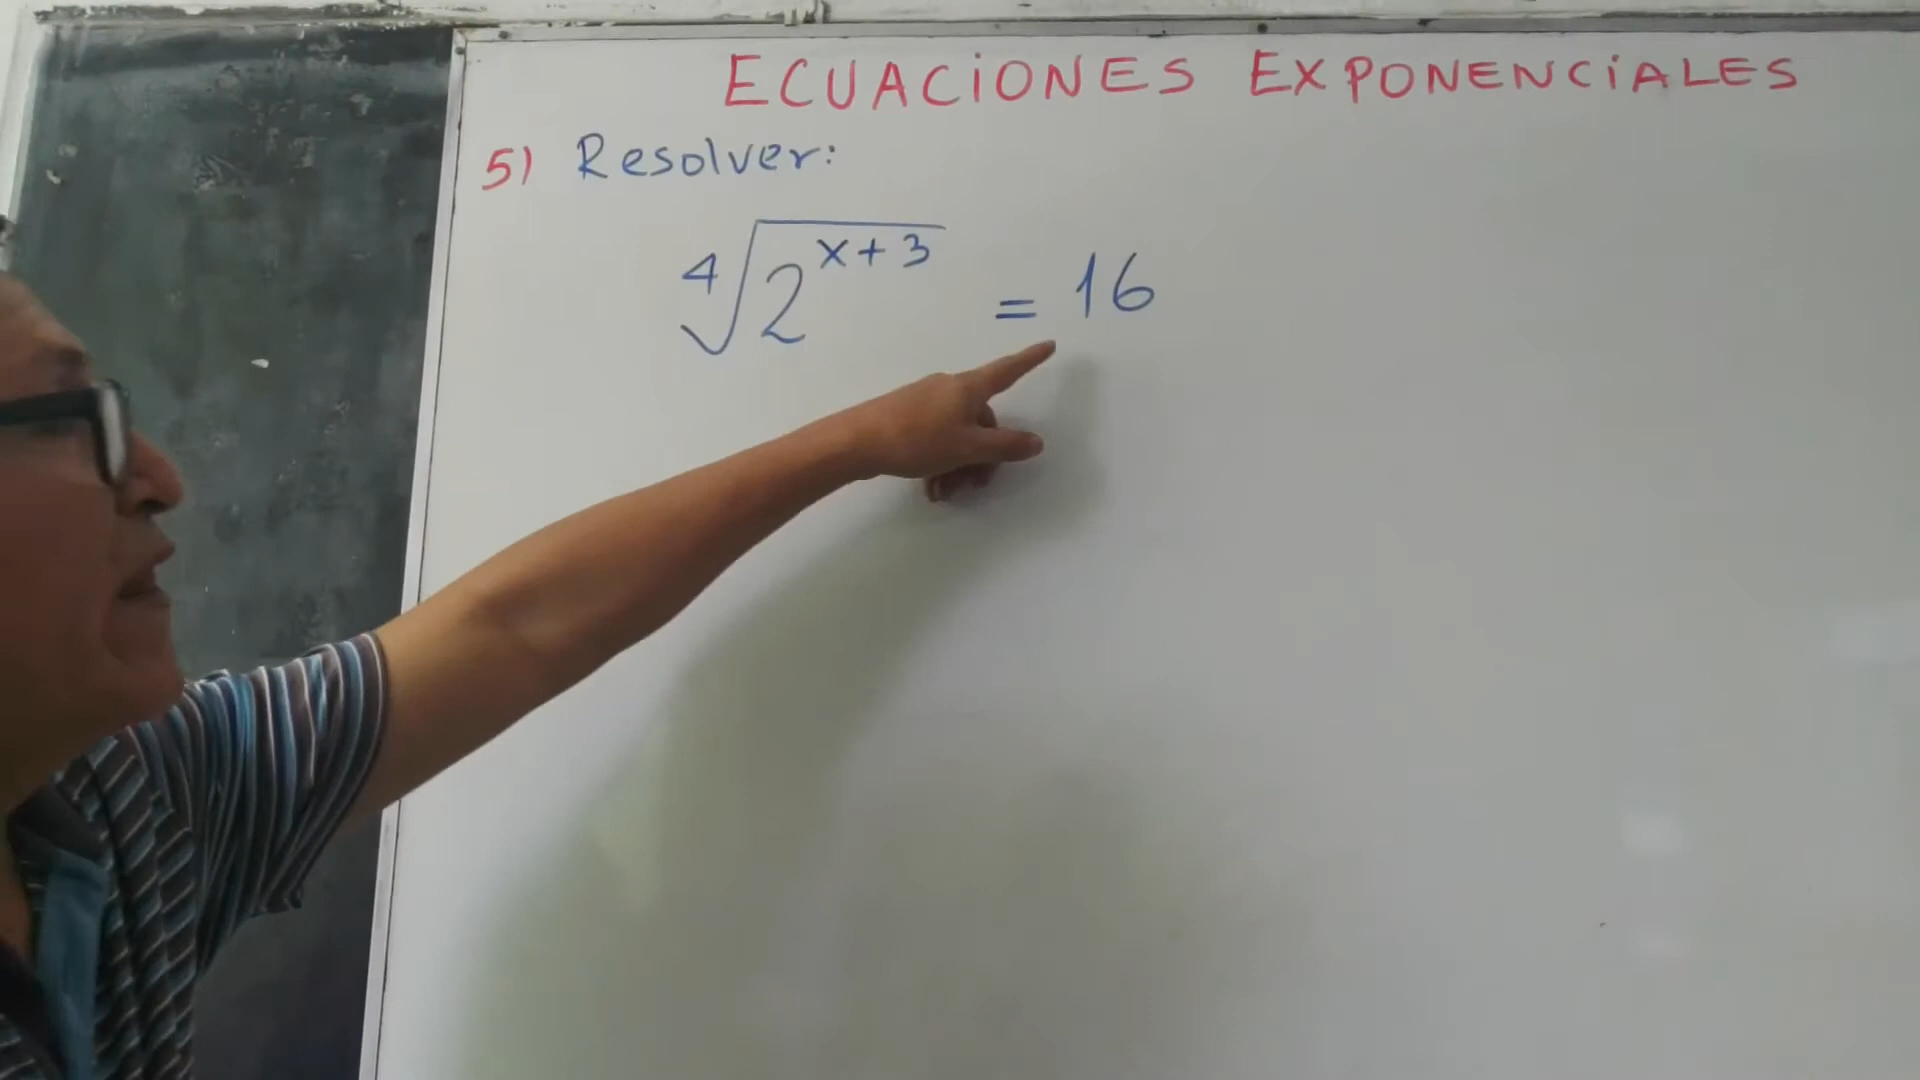 ECUACIONES EXPONENCIALES
5) Resolver:
⁴√2^(x+3) = 16